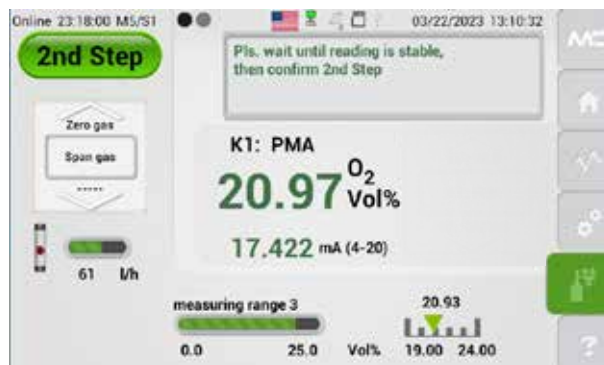 Online 23:18:00 M5/S1
03/22/2023 13:10:32
2nd Step
Pls. wait until reading is stable,
then confirm 2nd Step
Zero gas
Span gas
-----
K1: PMA
20.97 O2 Vol%
17.422 mA (4-20)
61 l/h
measuring range 3
20.93
0.0 25.0 Vol% 19.00 24.00
?